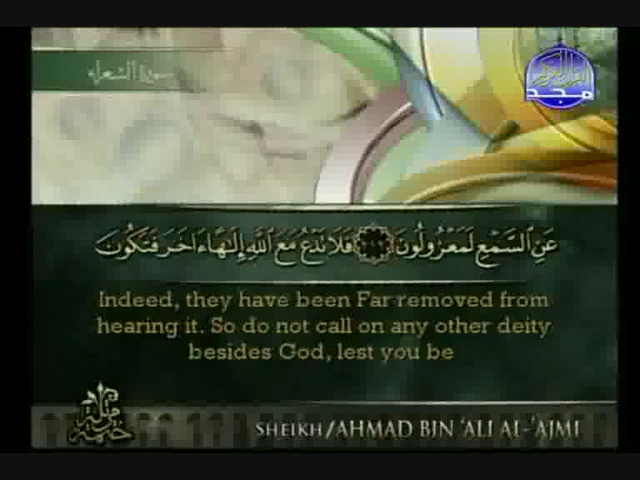 سورة الشعراء
مجد
عَنِ ٱلسَّمْعِ لَمَعْزُولُونَ ٢١٢ فَلَا تَدْعُ مَعَ ٱللَّهِ إِلَٰهًا ءَاخَرَ فَتَكُونَ
Indeed, they have been Far removed from
hearing it. So do not call on any other deity
besides God, lest you be
SHEIKH/AHMAD BIN 'ALI AL-'AJMI